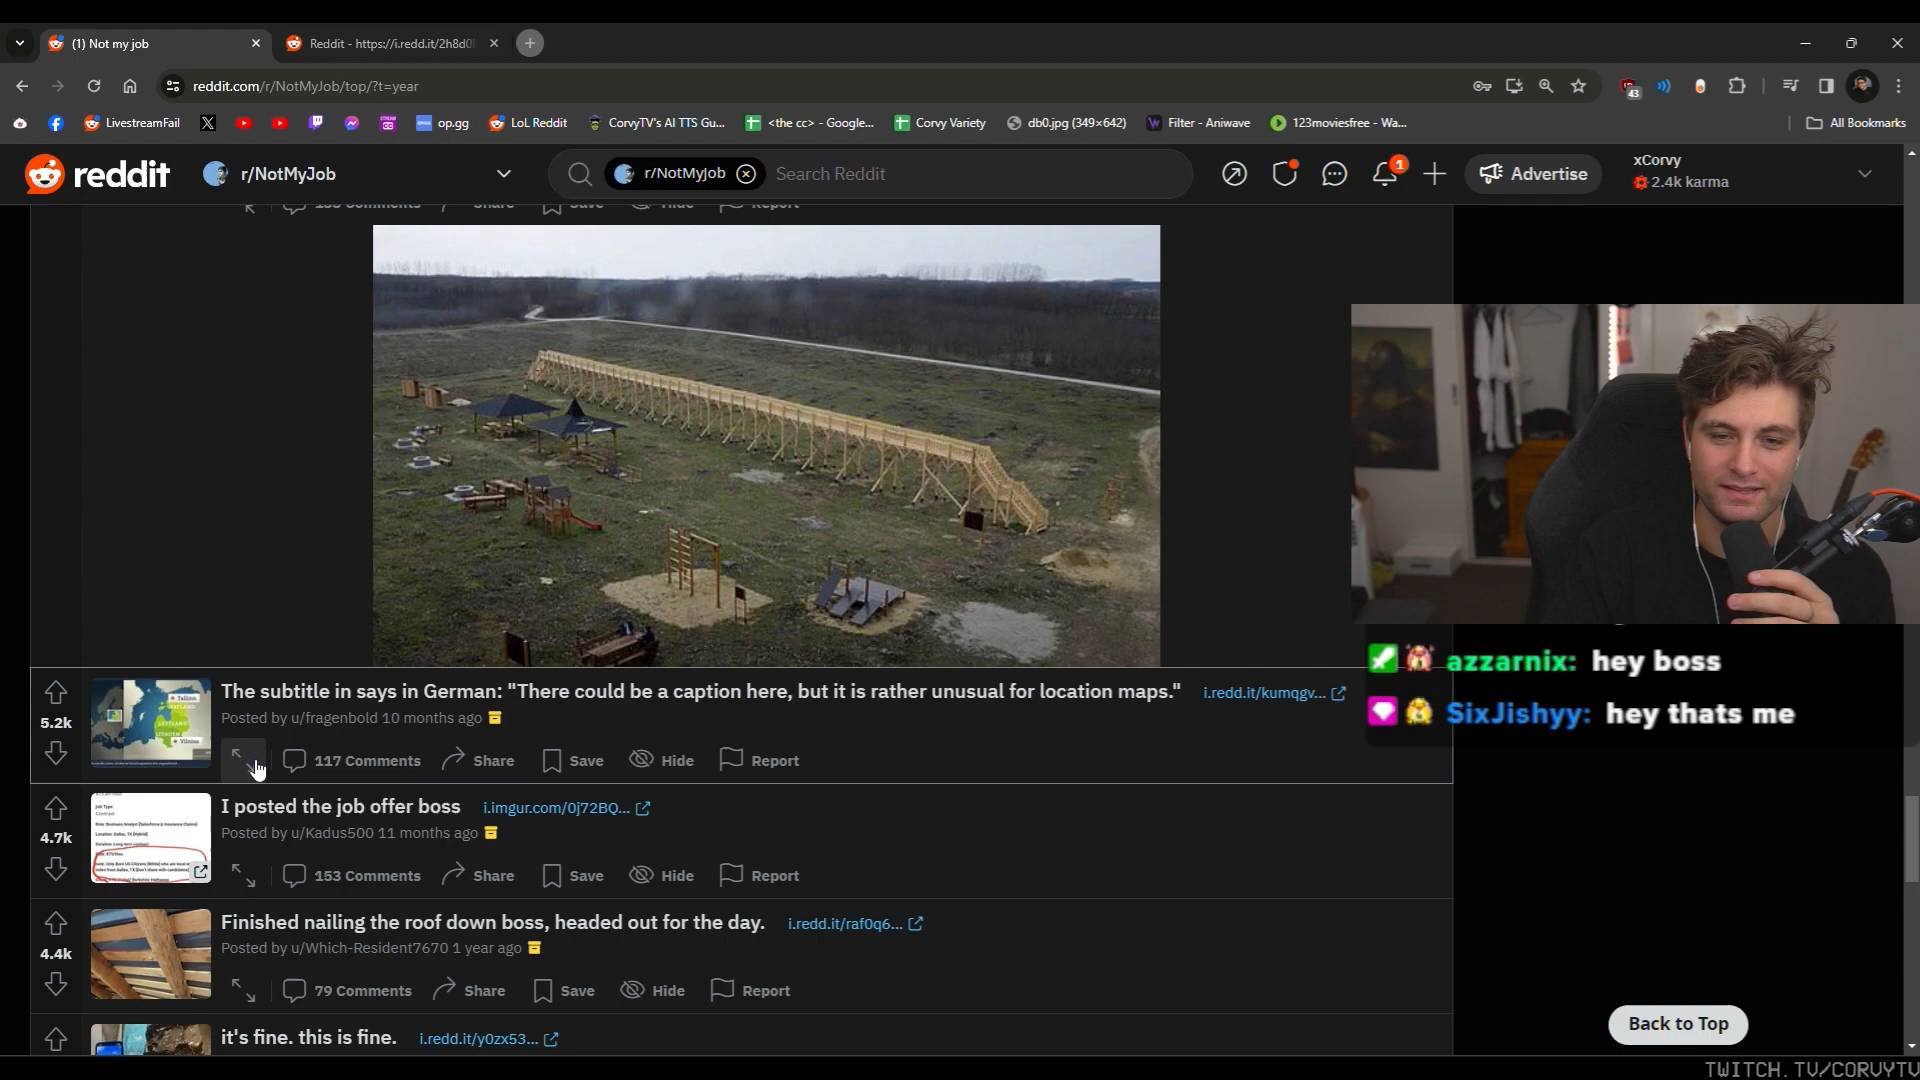 (1) Not my job
Reddit - https://i.redd.it/2h8d0l
reddit.com/r/NotMyJob/top/?t=year
43
LivestreamFail
op.gg
LoL Reddit
CorvyTV's AI TTS Gu...
<the cc> - Google...
Corvy Variety
db0.jpg (349×642)
Filter - Aniwave
123moviesfree - Wa...
All Bookmarks
reddit
r/NotMyJob
r/NotMyJob
Search Reddit
1
Advertise
xCorvy
2.4k karma
Comments Share Save Hide Report
The subtitle in says in German: "There could be a caption here, but it is rather unusual for location maps." i.redd.it/kumqgv...
5.2k
Posted by u/fragenbold 10 months ago
117 Comments Share Save Hide Report
azzarnix: hey boss
SixJishyy: hey thats me
I posted the job offer boss i.imgur.com/0j72BQ...
4.7k
Posted by u/Kadus500 11 months ago
153 Comments Share Save Hide Report
Finished nailing the roof down boss, headed out for the day. i.redd.it/raf0q6...
4.4k
Posted by u/Which-Resident7670 1 year ago
79 Comments Share Save Hide Report
it's fine. this is fine. i.redd.it/y0zx53...
Back to Top
TWITCH.TV/CORVYTV